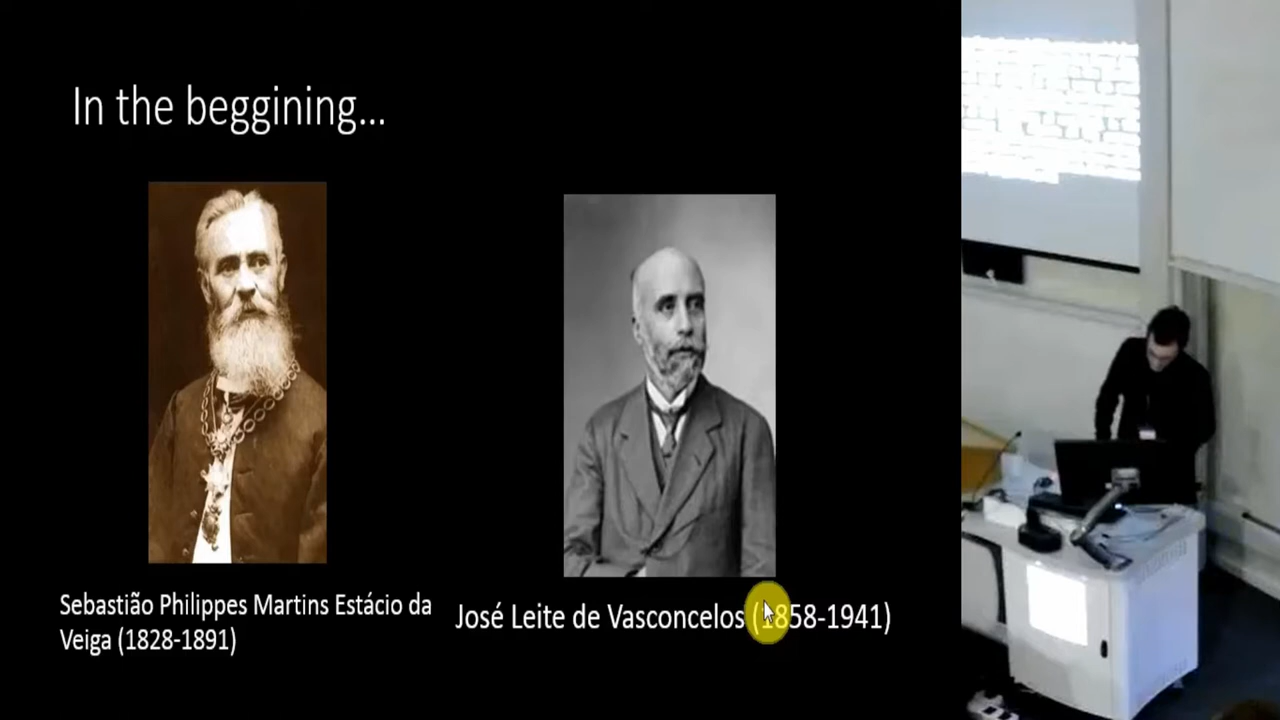 In the beggining...
Sebastião Philippes Martins Estácio da
Veiga (1828-1891)
José Leite de Vasconcelos (1858-1941)